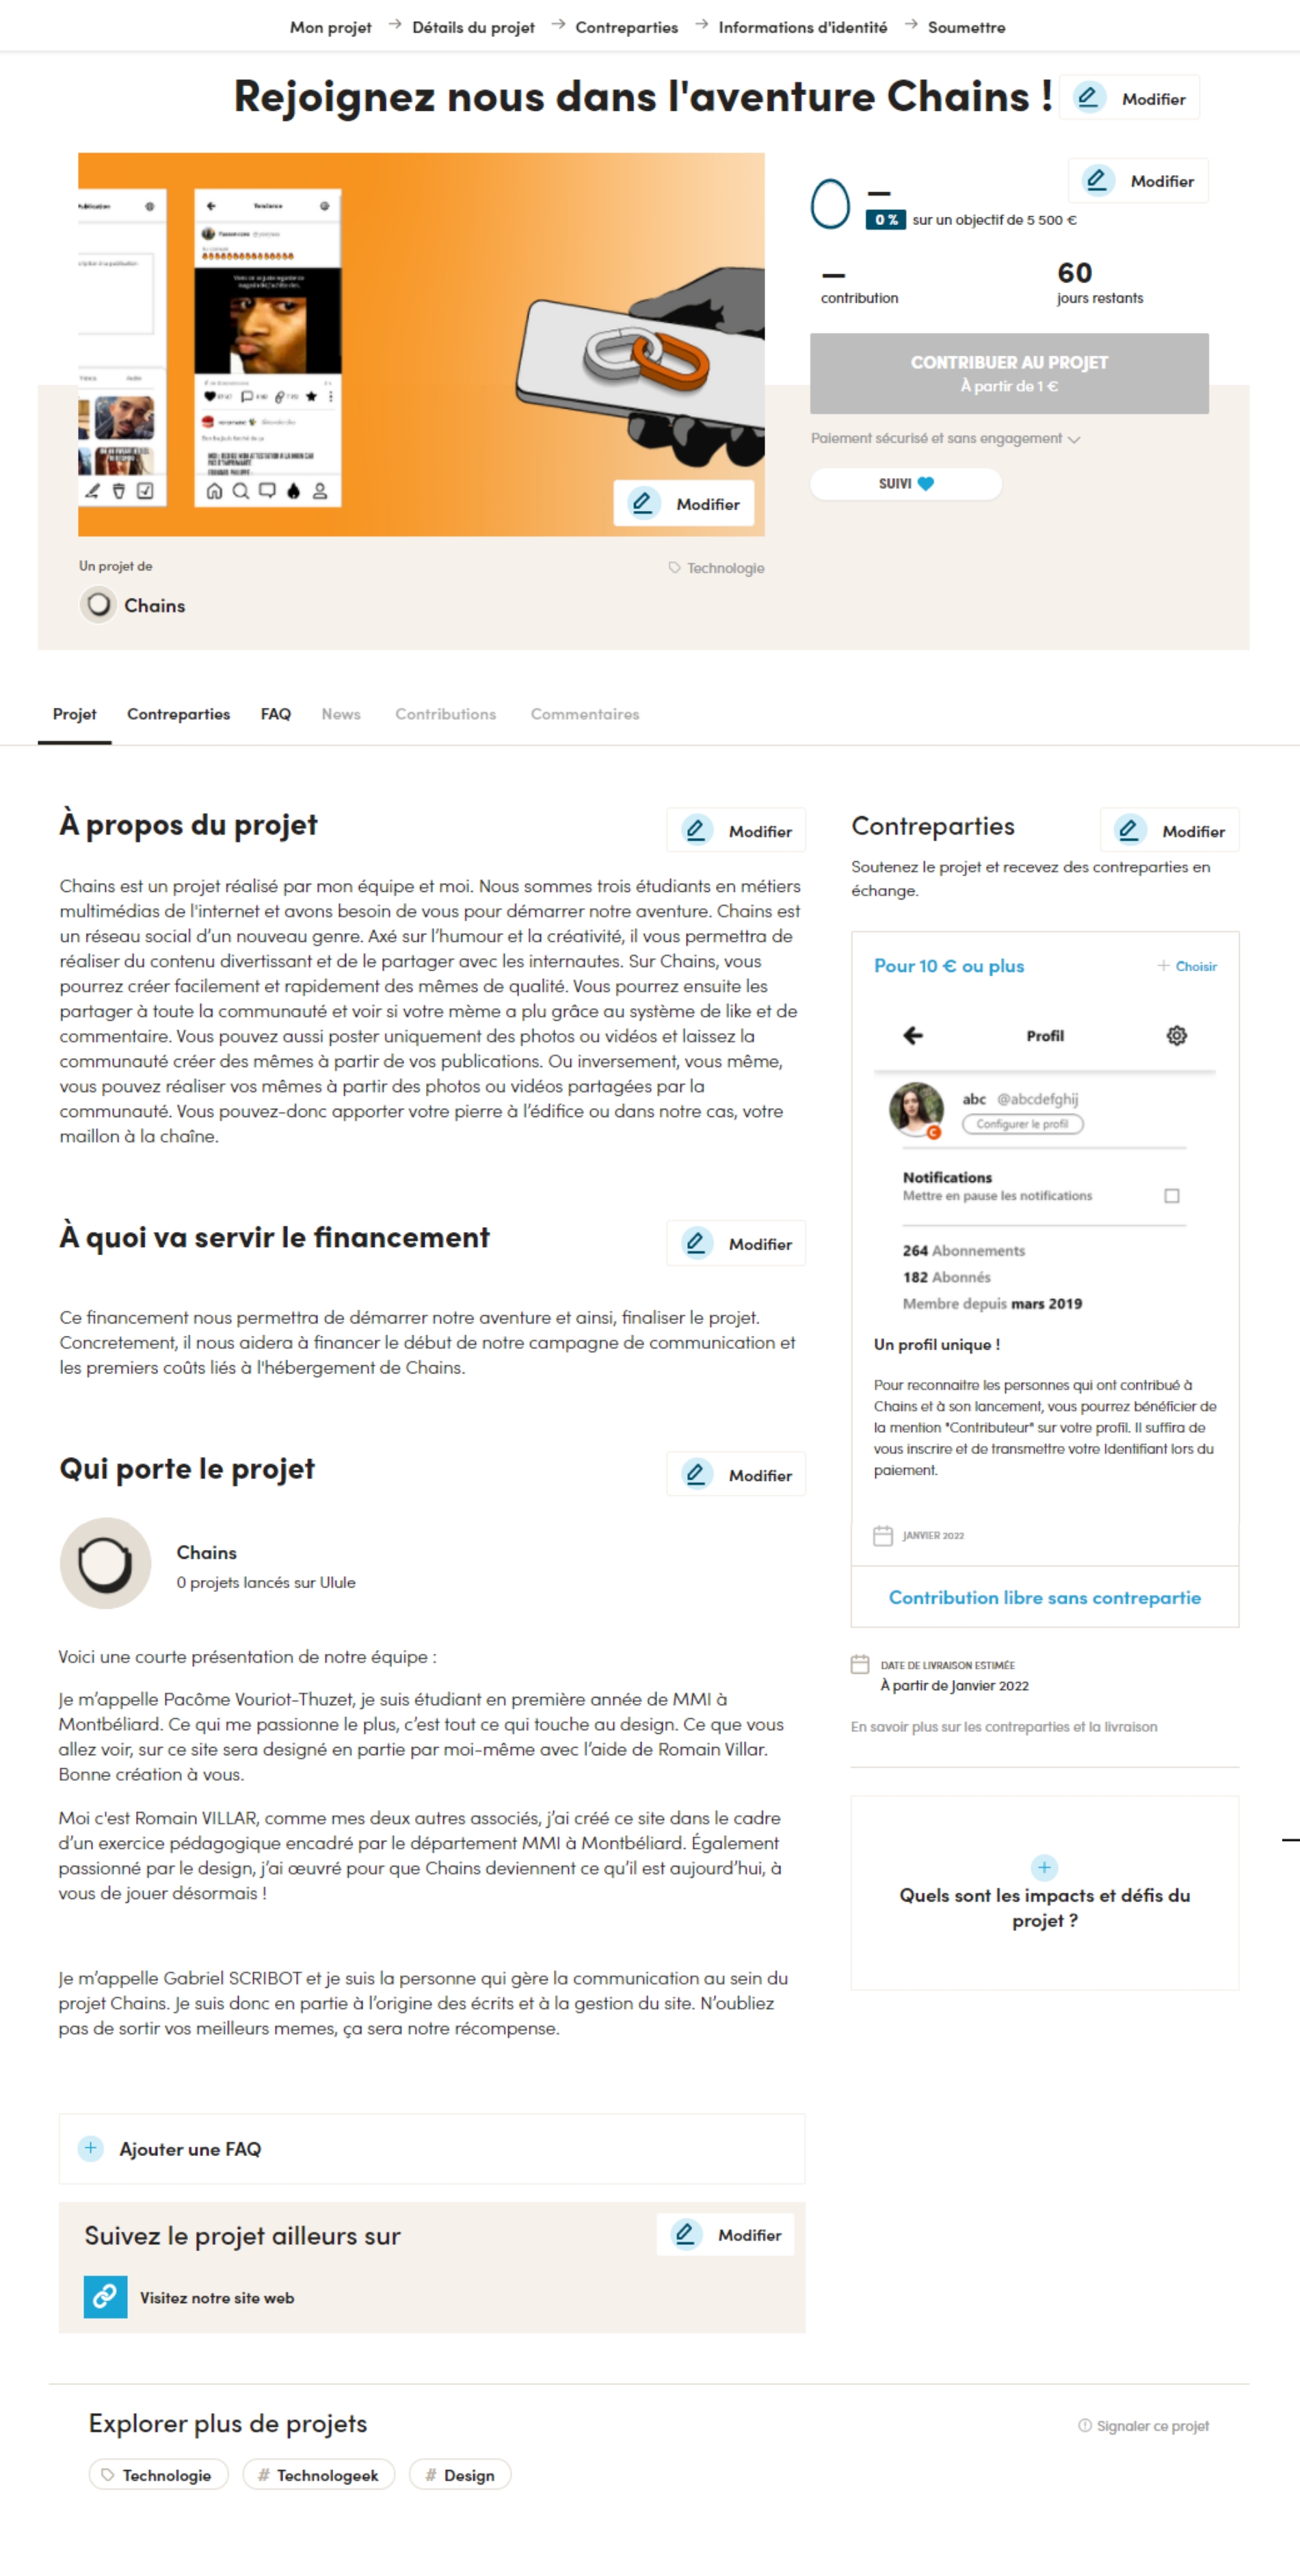 Mon projet → Détails du projet → Contreparties → Informations d'identité → Soumettre
Rejoignez nous dans l'aventure Chains !
Modifier
Publication
Tendance
Modifier
Un projet de
Technologie
Chains
Modifier
—
0 % sur un objectif de 5 500 €
—
contribution
60
jours restants
CONTRIBUER AU PROJET
À partir de 1 €
Paiement sécurisé et sans engagement
SUIVI
Projet
Contreparties
FAQ
News
Contributions
Commentaires
À propos du projet
Modifier
Chains est un projet réalisé par mon équipe et moi. Nous sommes trois étudiants en métiers
multimédias de l'internet et avons besoin de vous pour démarrer notre aventure. Chains est
un réseau social d’un nouveau genre. Axé sur l’humour et la créativité, il vous permettra de
réaliser du contenu divertissant et de le partager avec les internautes. Sur Chains, vous
pourrez créer facilement et rapidement des mêmes de qualité. Vous pourrez ensuite les
partager à toute la communauté et voir si votre mème a plu grâce au système de like et de
commentaire. Vous pouvez aussi poster uniquement des photos ou vidéos et laissez la
communauté créer des mêmes à partir de vos publications. Ou inversement, vous même,
vous pouvez réaliser vos mêmes à partir des photos ou vidéos partagées par la
communauté. Vous pouvez-donc apporter votre pierre à l’édifice ou dans notre cas, votre
maillon à la chaîne.
À quoi va servir le financement
Modifier
Ce financement nous permettra de démarrer notre aventure et ainsi, finaliser le projet.
Concretement, il nous aidera à financer le début de notre campagne de communication et
les premiers coûts liés à l'hébergement de Chains.
Qui porte le projet
Modifier
Chains
0 projets lancés sur Ulule
Voici une courte présentation de notre équipe :
Je m’appelle Pacôme Vouriot-Thuzet, je suis étudiant en première année de MMI à
Montbéliard. Ce qui me passionne le plus, c’est tout ce qui touche au design. Ce que vous
allez voir, sur ce site sera designé en partie par moi-même avec l’aide de Romain Villar.
Bonne création à vous.
Moi c'est Romain VILLAR, comme mes deux autres associés, j’ai créé ce site dans le cadre
d’un exercice pédagogique encadré par le département MMI à Montbéliard. Également
passionné par le design, j’ai œuvré pour que Chains deviennent ce qu’il est aujourd’hui, à
vous de jouer désormais !
Je m’appelle Gabriel SCRIBOT et je suis la personne qui gère la communication au sein du
projet Chains. Je suis donc en partie à l’origine des écrits et à la gestion du site. N’oubliez
pas de sortir vos meilleurs memes, ça sera notre récompense.
Ajouter une FAQ
Suivez le projet ailleurs sur
Modifier
Visitez notre site web
Contreparties
Modifier
Soutenez le projet et recevez des contreparties en
échange.
Pour 10 € ou plus
+ Choisir
Profil
abc @abcdefghij
C
Configurer le profil
Notifications
Mettre en pause les notifications
264 Abonnements
182 Abonnés
Membre depuis mars 2019
Un profil unique !
Pour reconnaitre les personnes qui ont contribué à
Chains et à son lancement, vous pourrez bénéficier de
la mention "Contributeur" sur votre profil. Il suffira de
vous inscrire et de transmettre votre Identifiant lors du
paiement.
JANVIER 2022
Contribution libre sans contrepartie
DATE DE LIVRAISON ESTIMÉE
À partir de Janvier 2022
En savoir plus sur les contreparties et la livraison
Quels sont les impacts et défis du
projet ?
Explorer plus de projets
Signaler ce projet
Technologie
# Technologeek
# Design